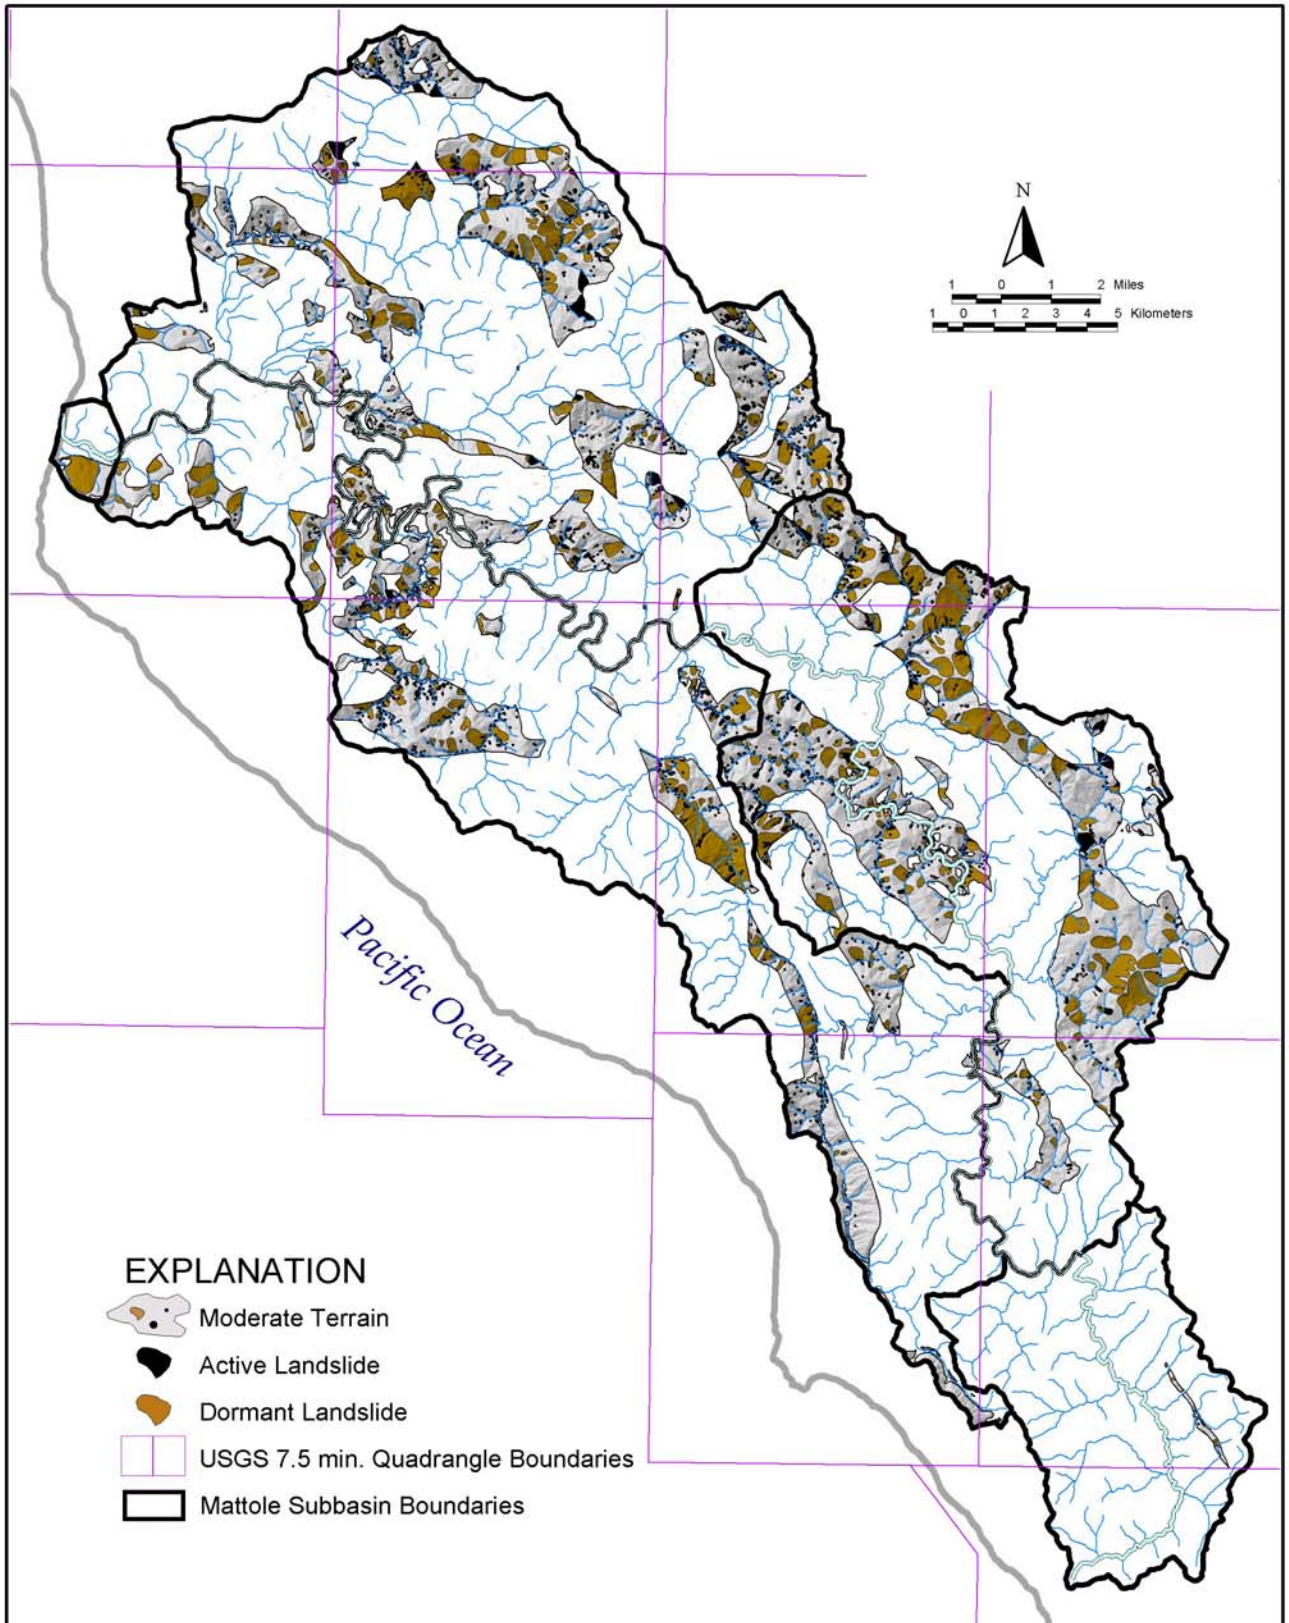 N
1 0 1 2 Miles
1 0 1 2 3 4 5 Kilometers
Pacific Ocean
EXPLANATION
Moderate Terrain
Active Landslide
Dormant Landslide
USGS 7.5 min. Quadrangle Boundaries
Mattole Subbasin Boundaries